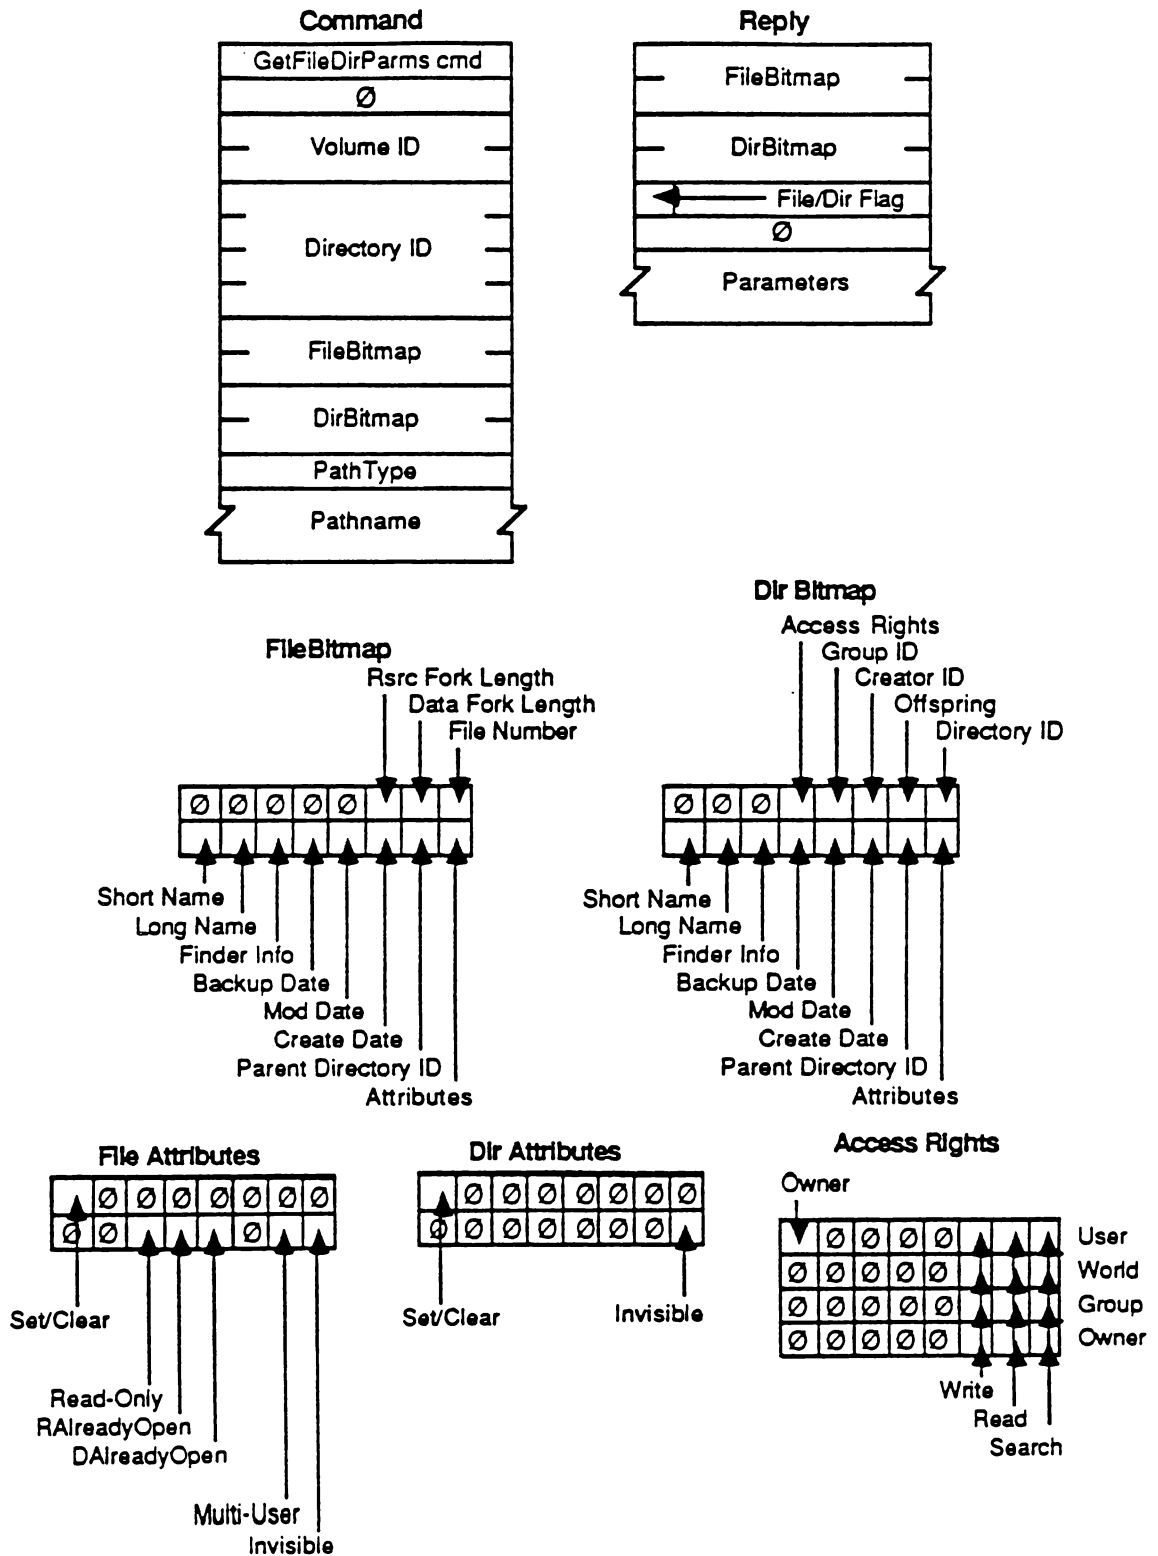 Command
GetFileDirParms cmd
Ø
Volume ID
Directory ID
FileBitmap
DirBitmap
PathType
Pathname
Reply
FileBitmap
DirBitmap
File/Dir Flag
Ø
Parameters
FileBitmap
Rsrc Fork Length
Data Fork Length
File Number
Ø Ø Ø Ø Ø
Short Name
Long Name
Finder Info
Backup Date
Mod Date
Create Date
Parent Directory ID
Attributes
Dir Bitmap
Access Rights
Group ID
Creator ID
Offspring
Directory ID
Ø Ø Ø
Short Name
Long Name
Finder Info
Backup Date
Mod Date
Create Date
Parent Directory ID
Attributes
File Attributes
Ø Ø Ø Ø Ø Ø Ø
Ø Ø Ø
Set/Clear
Read-Only
RAlreadyOpen
DAlreadyOpen
Multi-User
Invisible
Dir Attributes
Ø Ø Ø Ø Ø Ø Ø
Ø Ø Ø Ø Ø Ø Ø
Set/Clear
Invisible
Access Rights
Owner
Ø Ø Ø Ø User
Ø Ø Ø Ø Ø World
Ø Ø Ø Ø Ø Group
Ø Ø Ø Ø Ø Owner
Write
Read
Search